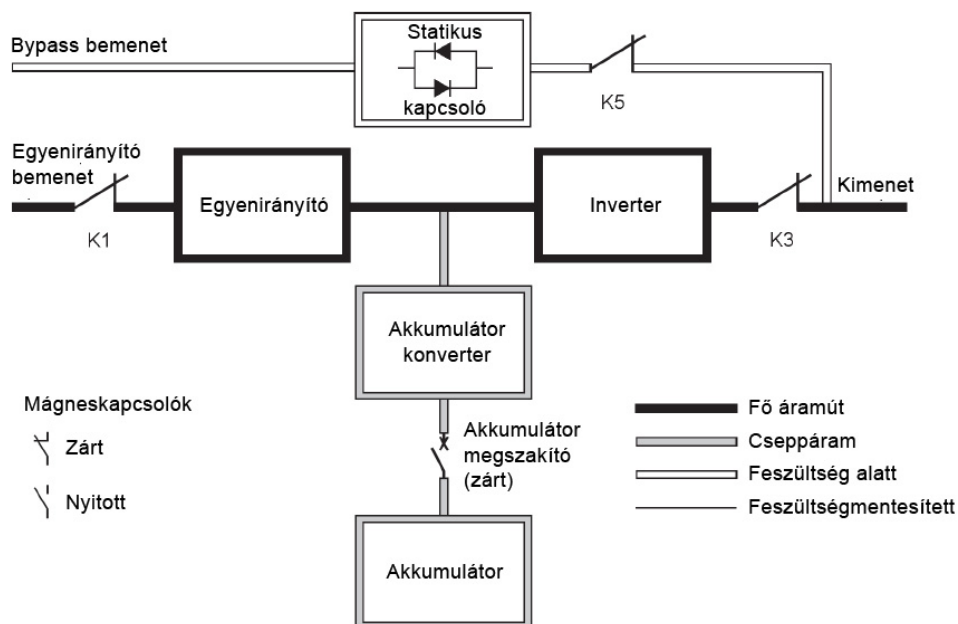 Bypass bemenet
Statikus
kapcsoló
K5
Egyenirányító
bemenet
K1
Egyenirányító
Inverter
K3
Kimenet
Akkumulátor
konverter
Mágneskapcsolók
Zárt
Nyitott
Akkumulátor
megszakító
(zárt)
Akkumulátor
Fő áramút
Cseppáram
Feszültség alatt
Feszültségmentesített